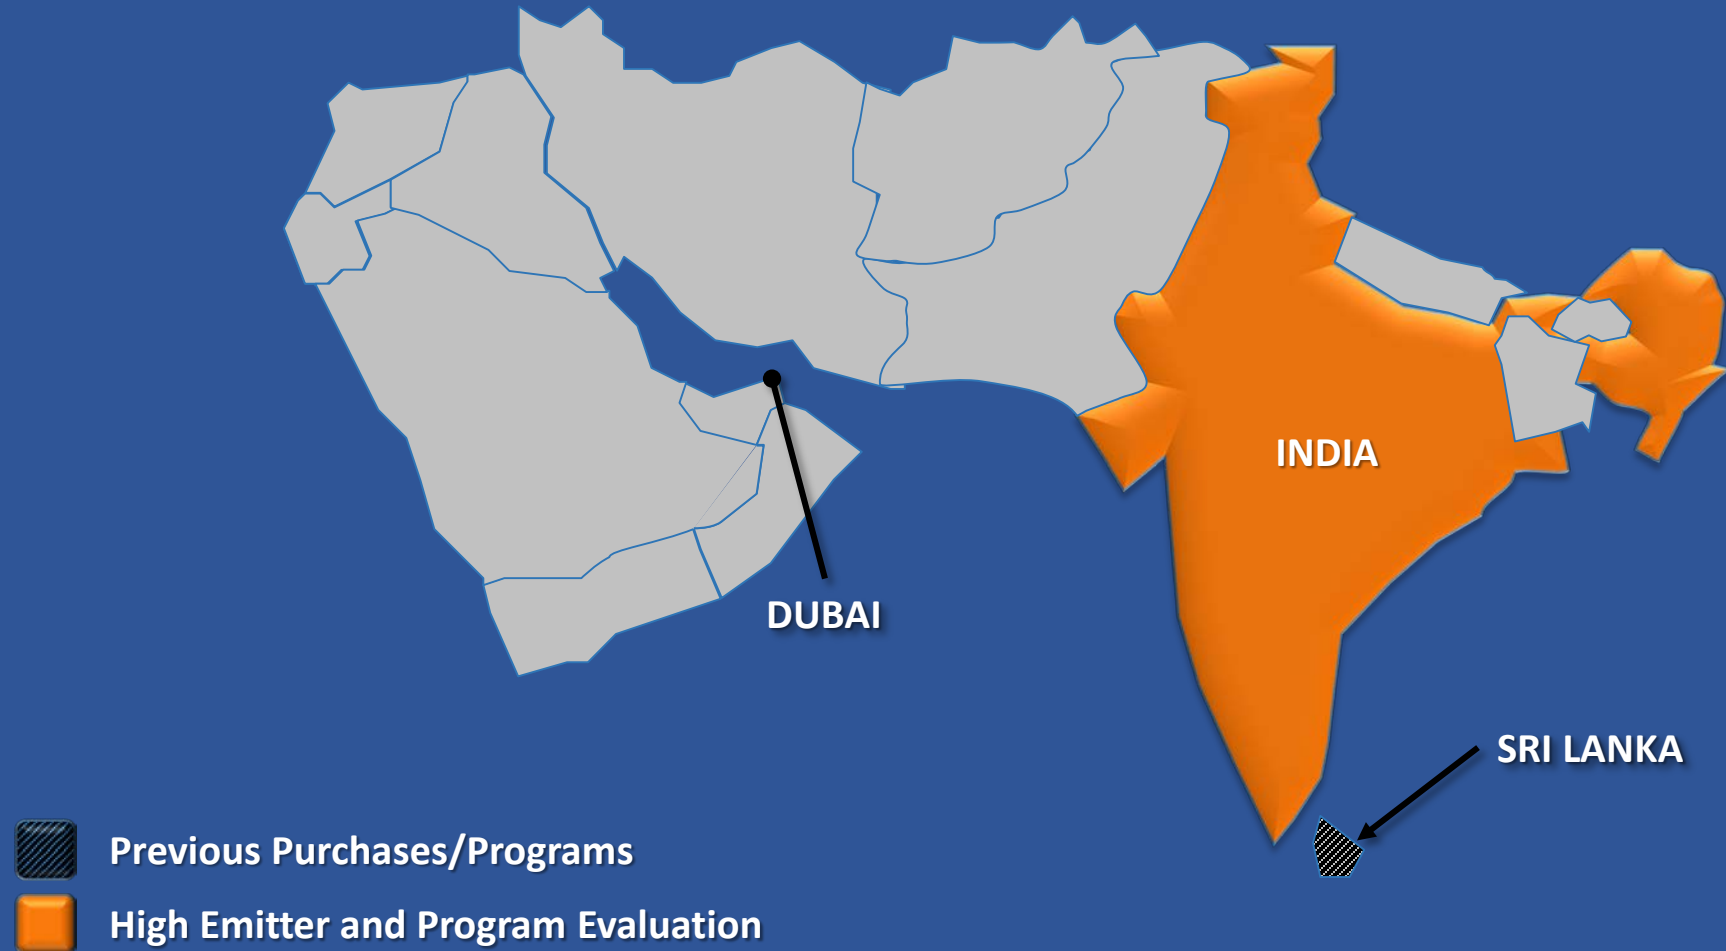 INDIA
DUBAI
SRI LANKA
Previous Purchases/Programs
High Emitter and Program Evaluation